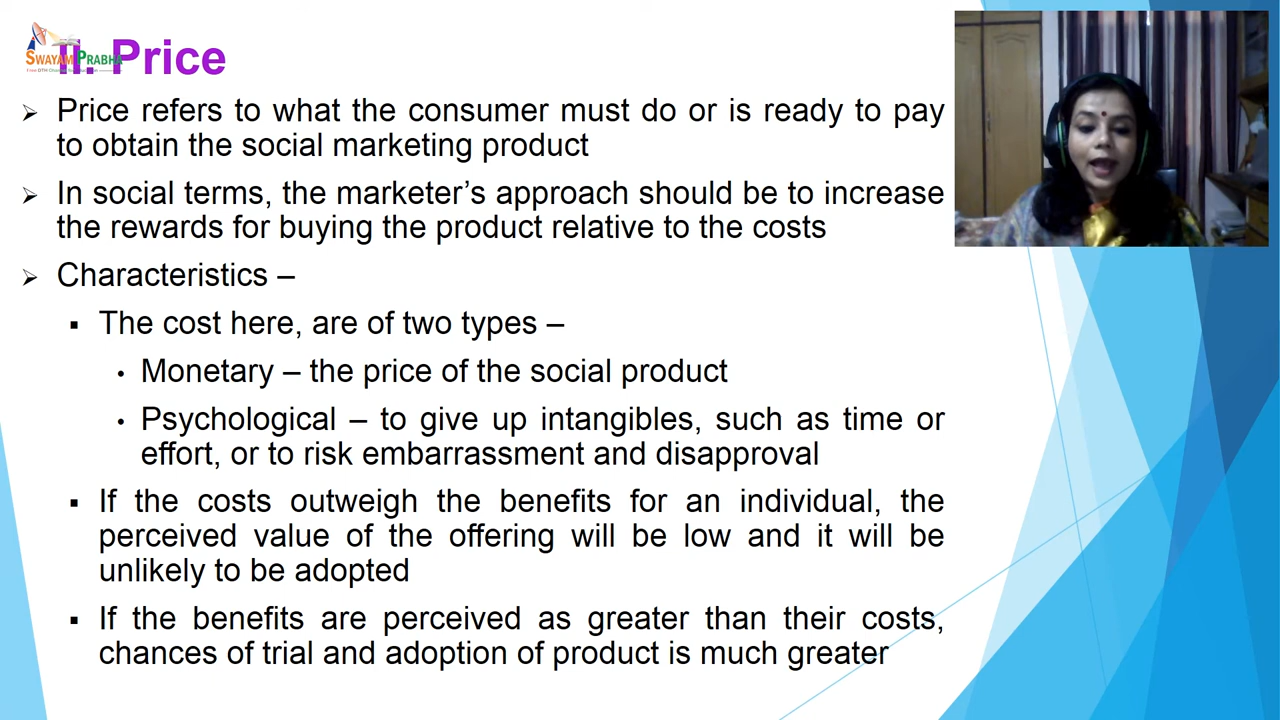 II. Price
SWAYAM PRABHA
➢ Price refers to what the consumer must do or is ready to pay
to obtain the social marketing product
➢ In social terms, the marketer's approach should be to increase
the rewards for buying the product relative to the costs
➢ Characteristics –
▪ The cost here, are of two types –
• Monetary – the price of the social product
• Psychological – to give up intangibles, such as time or
effort, or to risk embarrassment and disapproval
▪ If the costs outweigh the benefits for an individual, the
perceived value of the offering will be low and it will be
unlikely to be adopted
▪ If the benefits are perceived as greater than their costs,
chances of trial and adoption of product is much greater